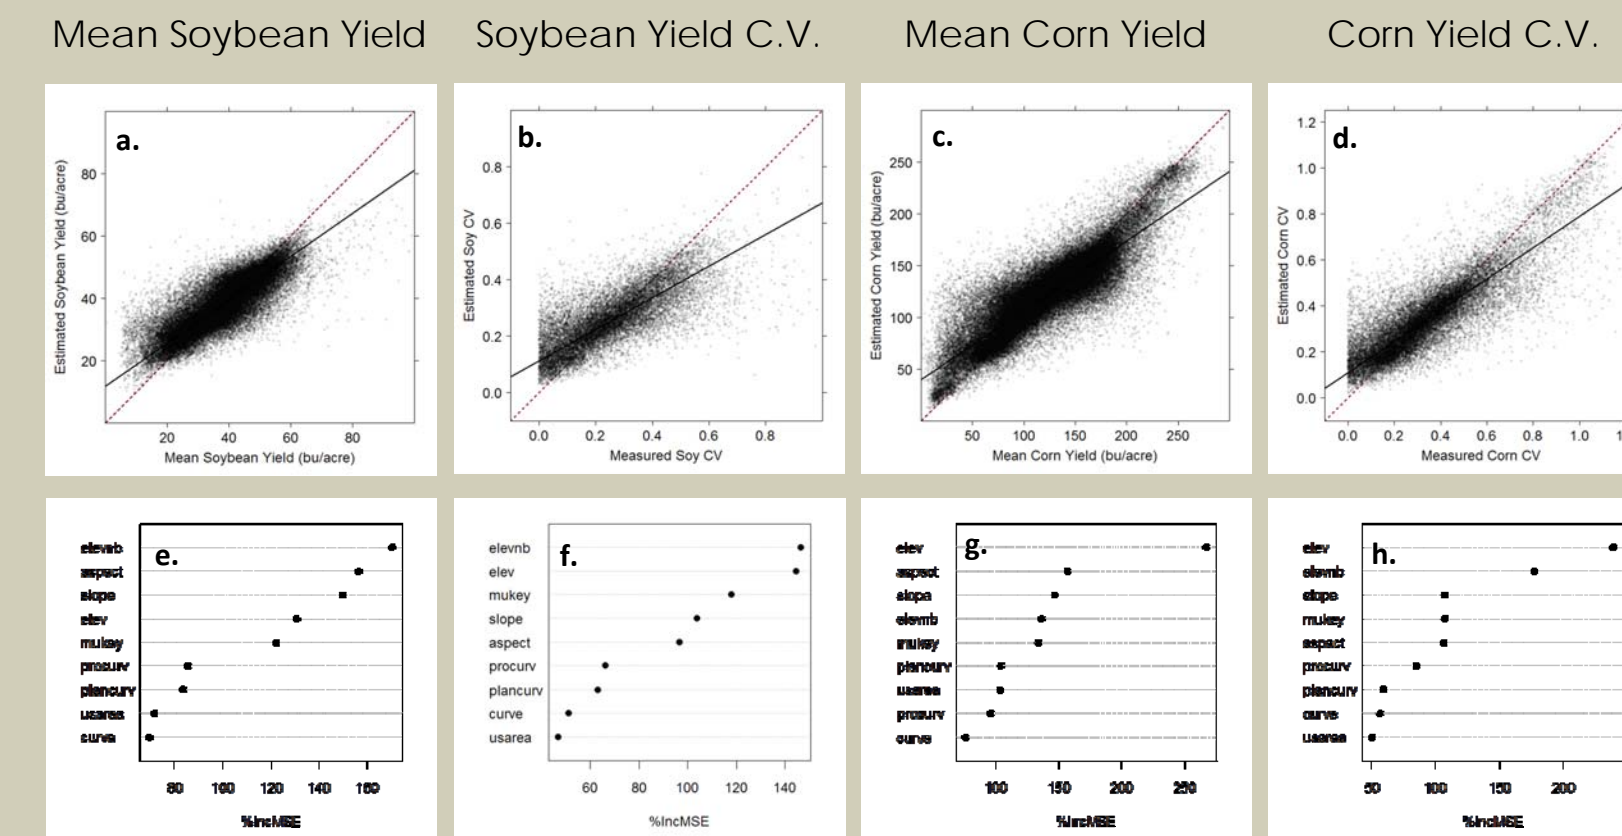 Mean Soybean Yield
Soybean Yield C.V.
Mean Corn Yield
Corn Yield C.V.
a.
Estimated Soybean Yield (bu/acre)
80
60
40
20
20 40 60 80
Mean Soybean Yield (bu/acre)
b.
Estimated Soy CV
0.8
0.6
0.4
0.2
0.0
0.0 0.2 0.4 0.6 0.8
Measured Soy CV
c.
Estimated Corn Yield (bu/acre)
250
200
150
100
50
50 100 150 200 250
Mean Corn Yield (bu/acre)
d.
Estimated Corn CV
1.2
1.0
0.8
0.6
0.4
0.2
0.0
0.0 0.2 0.4 0.6 0.8 1.0
Measured Corn CV
e.
elevnb
aspect
slope
elev
mukey
procurv
plancurv
usarea
curve
80 100 120 140 160
%IncMSE
f.
elevnb
elev
mukey
slope
aspect
procurv
plancurv
curve
usarea
60 80 100 120 140
%IncMSE
g.
elev
aspect
slope
elevnb
mukey
plancurv
usarea
procurv
curve
100 150 200 250
%IncMSE
h.
elev
elevnb
slope
mukey
aspect
procurv
plancurv
curve
usarea
50 100 150 200
%IncMSE